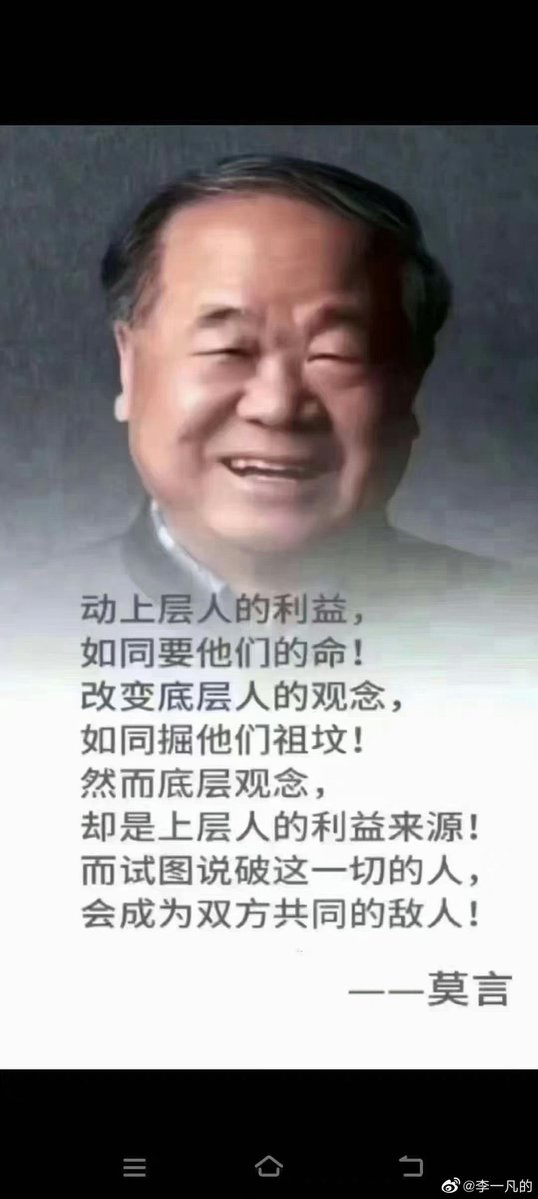 动上层人的利益，
如同要他们的命！
改变底层人的观念，
如同掘他们祖坟！
然而底层观念，
却是上层人的利益来源！
而试图说破这一切的人，
会成为双方共同的敌人！
——莫言
@李一凡的